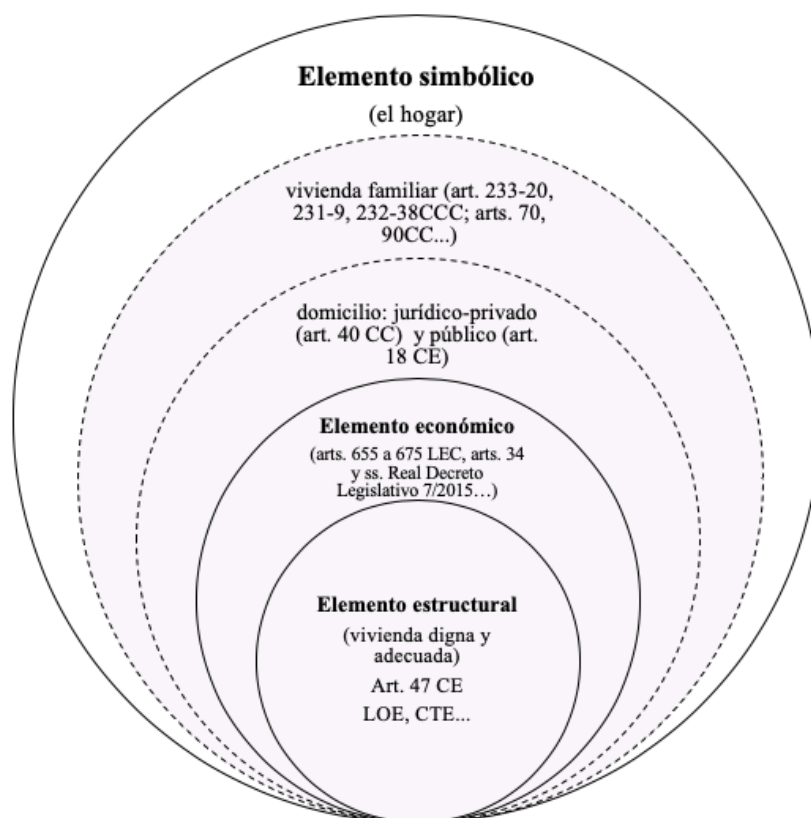 Elemento simbólico
(el hogar)
vivienda familiar (art. 233-20,
231-9, 232-38CCC; arts. 70,
90CC...)
domicilio: jurídico-privado
(art. 40 CC) y público (art.
18 CE)
Elemento económico
(arts. 655 a 675 LEC, arts. 34
y ss. Real Decreto
Legislativo 7/2015…)
Elemento estructural
(vivienda digna y
adecuada)
Art. 47 CE
LOE, CTE...